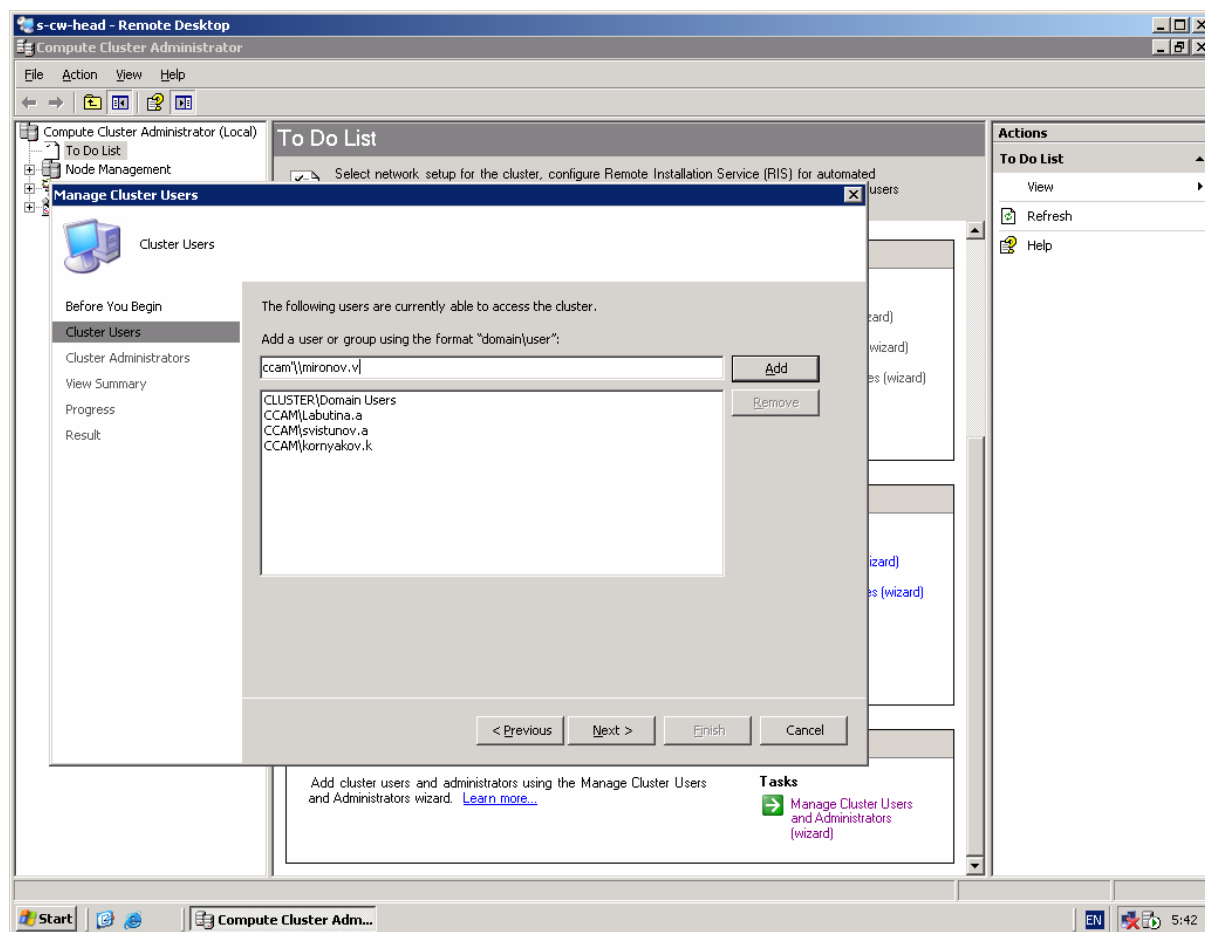 s-cw-head - Remote Desktop
Compute Cluster Administrator
File Action View Help
Compute Cluster Administrator (Local)
To Do List
Node Management
To Do List
Select network setup for the cluster, configure Remote Installation Service (RIS) for automated
users
Manage Cluster Users
Cluster Users
Before You Begin
Cluster Users
Cluster Administrators
View Summary
Progress
Result
The following users are currently able to access the cluster.
Add a user or group using the format "domain\user":
ccam"\\mironov.v
Add
CLUSTER\Domain Users
CCAM\Labutina.a
CCAM\svistunov.a
CCAM\kornyakov.k
Remove
< Previous
Next >
Finish
Cancel
zard)
wizard)
es (wizard)
izard)
es (wizard)
Add cluster users and administrators using the Manage Cluster Users
and Administrators wizard. Learn more...
Tasks
Manage Cluster Users
and Administrators
(wizard)
Actions
To Do List
View
Refresh
Help
Start
Compute Cluster Adm...
EN
5:42